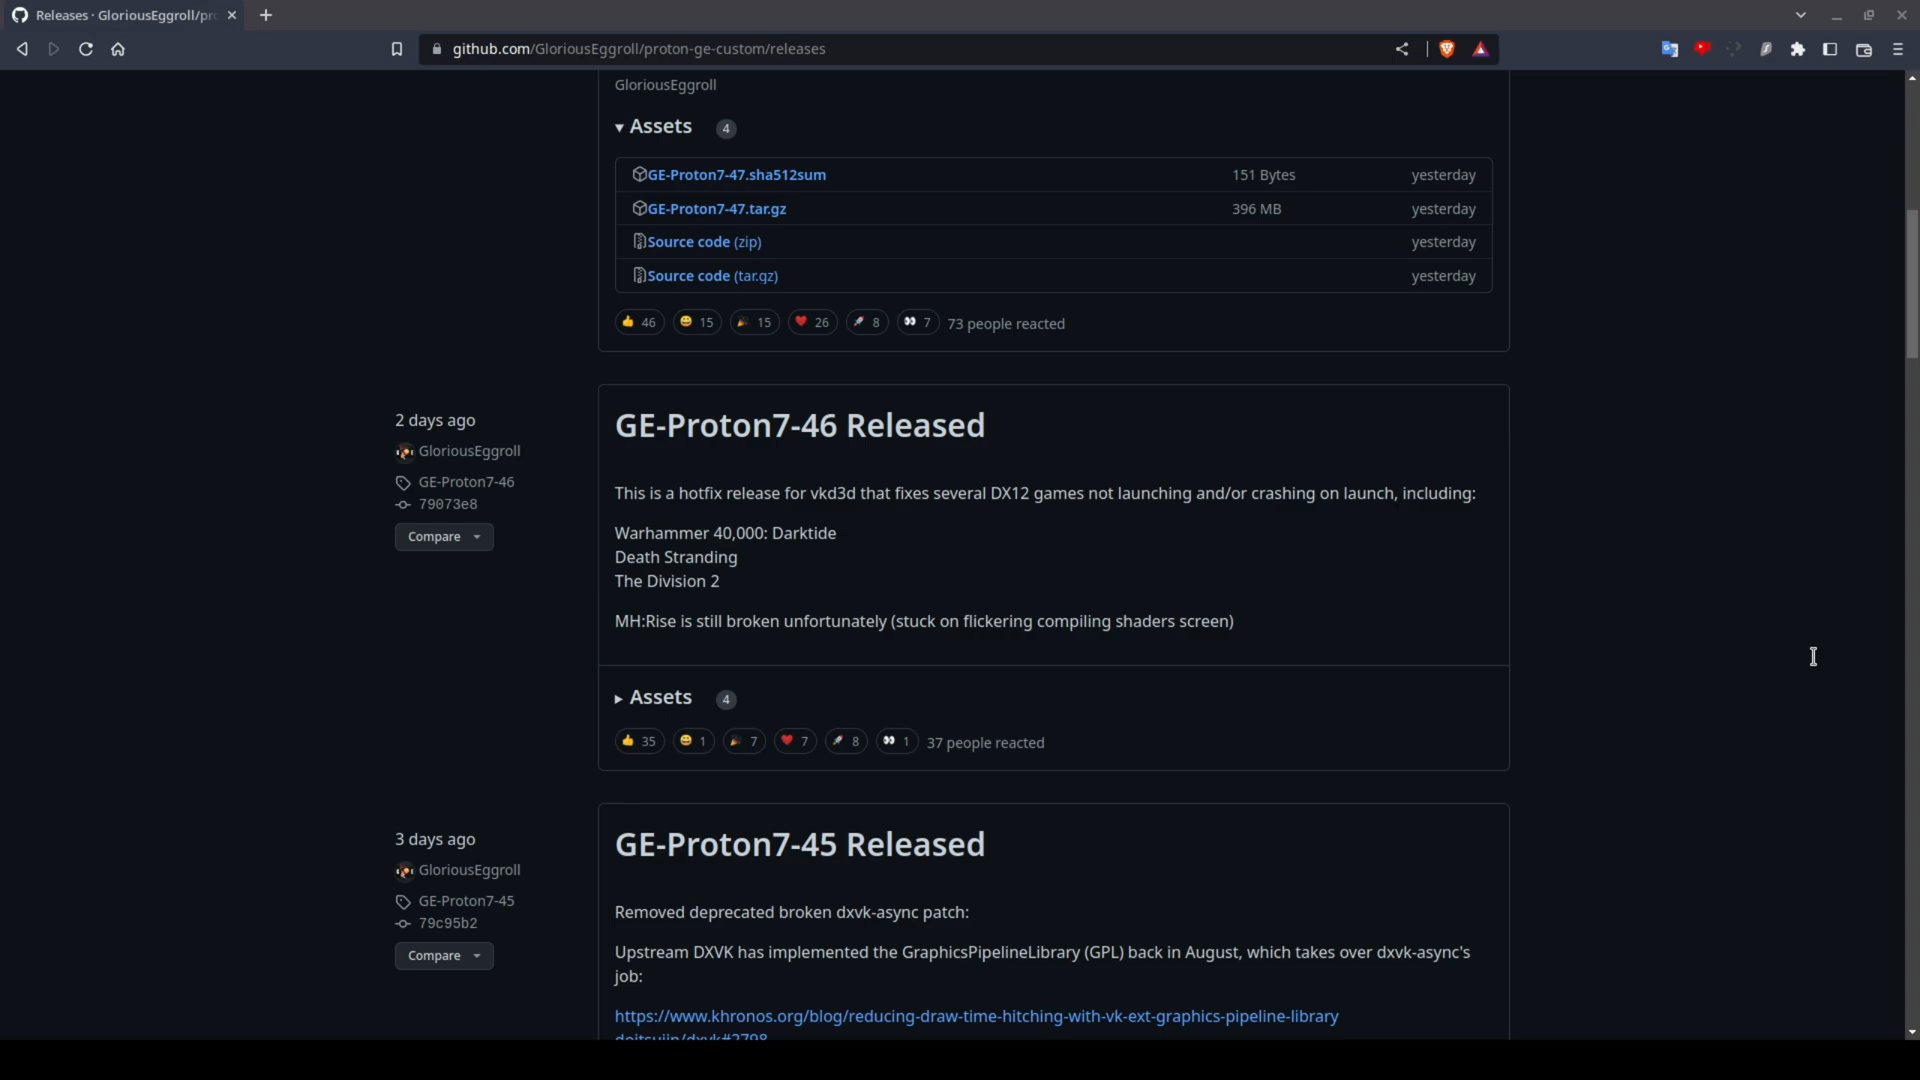 Releases · GloriousEggroll/pro
github.com/GloriousEggroll/proton-ge-custom/releases
GloriousEggroll
Assets 4
GE-Proton7-47.sha512sum 151 Bytes yesterday
GE-Proton7-47.tar.gz 396 MB yesterday
Source code (zip) yesterday
Source code (tar.gz) yesterday
46 15 15 26 8 7 73 people reacted
2 days ago
GloriousEggroll
GE-Proton7-46
79073e8
Compare
GE-Proton7-46 Released
This is a hotfix release for vkd3d that fixes several DX12 games not launching and/or crashing on launch, including:
Warhammer 40,000: Darktide
Death Stranding
The Division 2
MH:Rise is still broken unfortunately (stuck on flickering compiling shaders screen)
Assets 4
35 1 7 7 8 1 37 people reacted
3 days ago
GloriousEggroll
GE-Proton7-45
79c95b2
Compare
GE-Proton7-45 Released
Removed deprecated broken dxvk-async patch:
Upstream DXVK has implemented the GraphicsPipelineLibrary (GPL) back in August, which takes over dxvk-async's
job:
https://www.khronos.org/blog/reducing-draw-time-hitching-with-vk-ext-graphics-pipeline-library
doitsujin/dxvk#2798